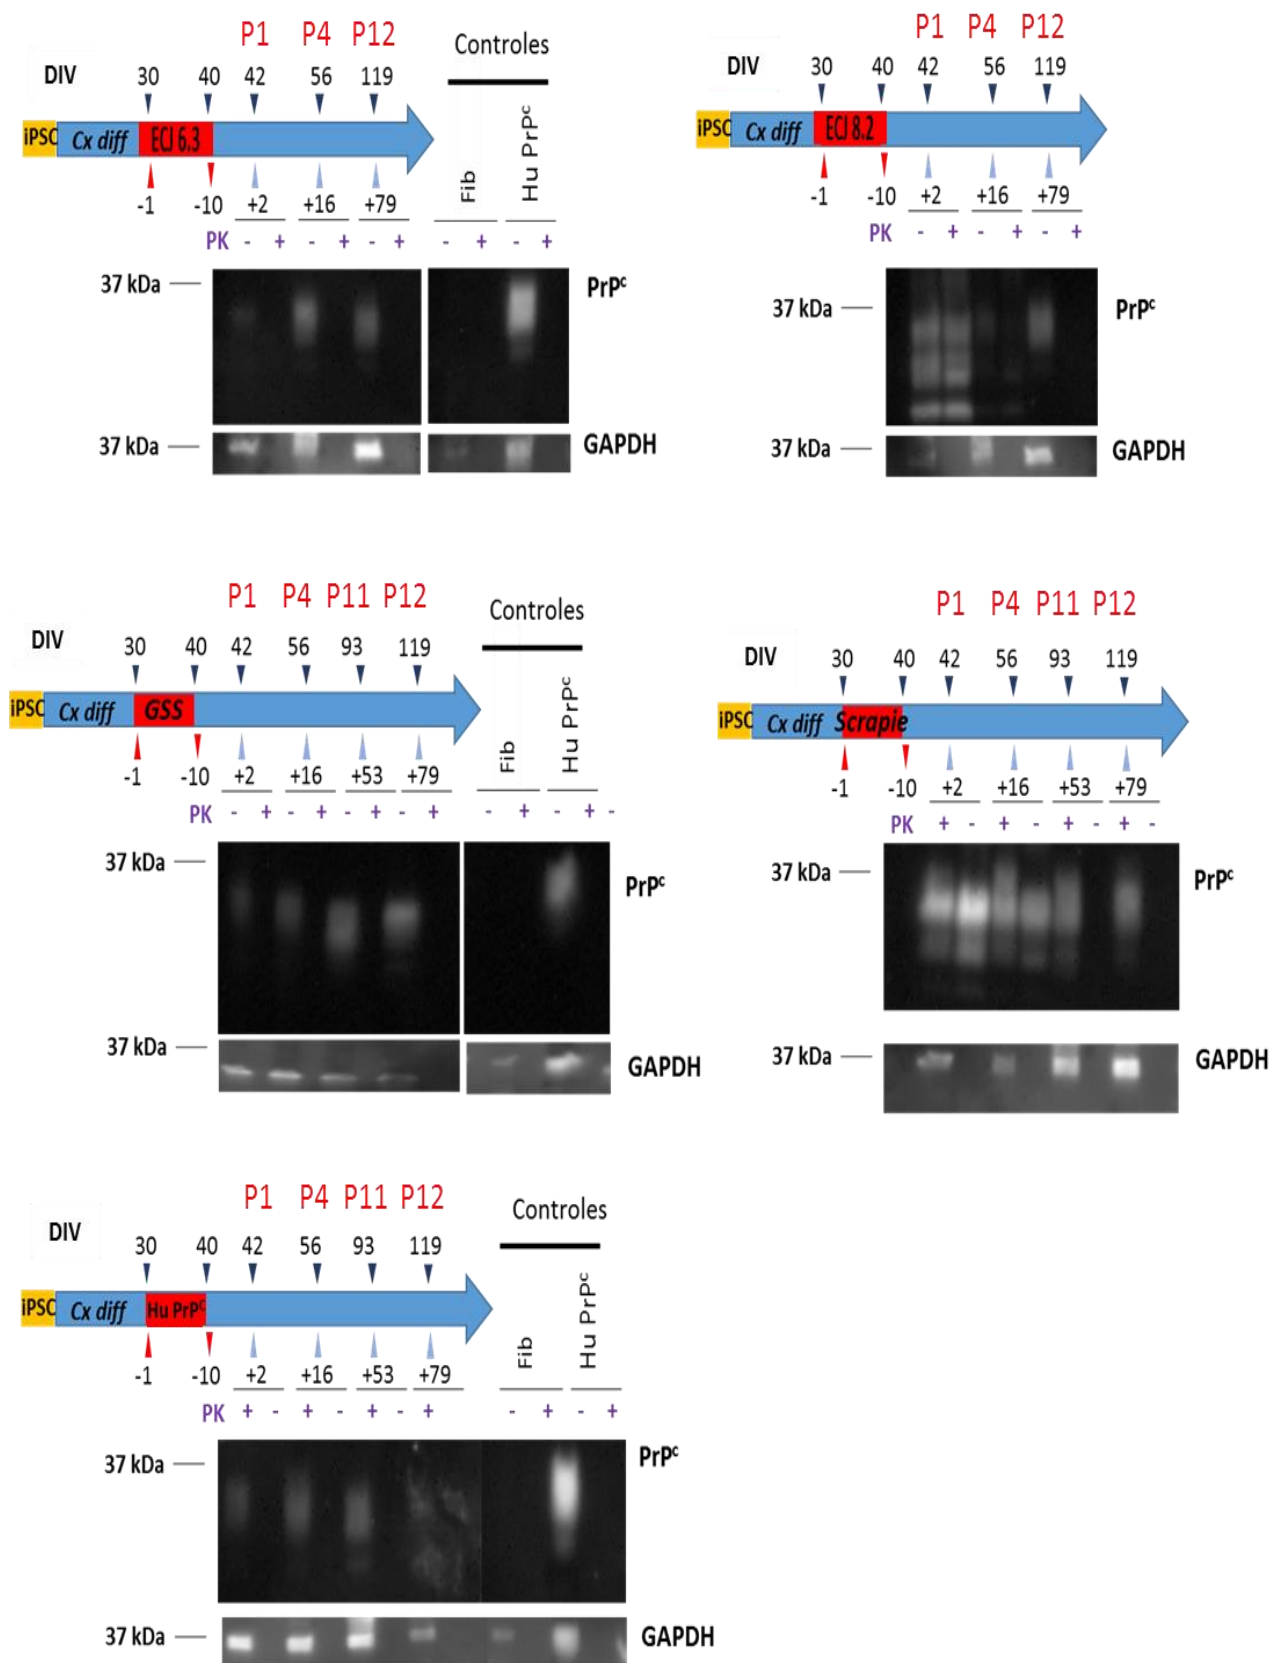 P1 P4 P12
Controles
DIV 30 40 42 56 119
iPSC Cx diff ECJ 6.3
Fib
Hu PrPᶜ
-1 -10 +2 +16 +79
PK - + - + - + - + - +
37 kDa
PrPᶜ
37 kDa
GAPDH
P1 P4 P12
DIV 30 40 42 56 119
iPSC Cx diff ECJ 8.2
-1 -10 +2 +16 +79
PK - + - + - +
37 kDa
PrPᶜ
37 kDa
GAPDH
P1 P4 P11 P12
Controles
DIV 30 40 42 56 93 119
iPSC Cx diff GSS
Fib
Hu PrPᶜ
-1 -10 +2 +16 +53 +79
PK - + - + - + - + - + - + -
37 kDa
PrPᶜ
37 kDa
GAPDH
P1 P4 P11 P12
DIV 30 40 42 56 93 119
iPSC Cx diff Scrapie
-1 -10 +2 +16 +53 +79
PK + - + - + - + -
37 kDa
PrPᶜ
37 kDa
GAPDH
P1 P4 P11 P12
Controles
DIV 30 40 42 56 93 119
iPSC Cx diff Hu PrPᶜ
Fib
Hu PrPᶜ
-1 -10 +2 +16 +53 +79
PK + - + - + - + - + - +
37 kDa
PrPᶜ
37 kDa
GAPDH